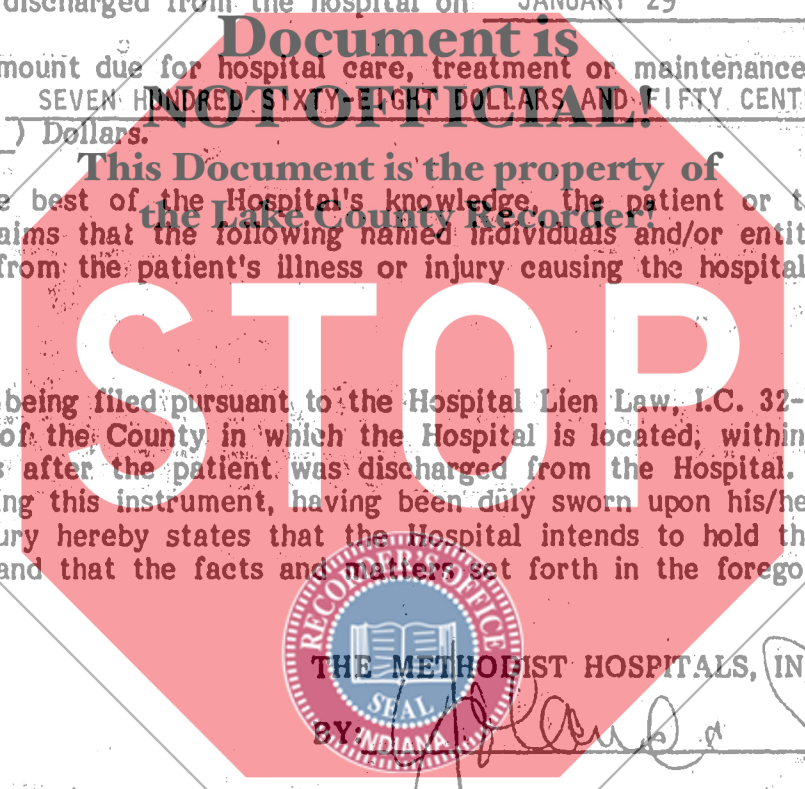 discharged from the hospital on JANUARY 29
Document is
mount due for hospital care, treatment or maintenance
SEVEN HUNDRED SIXTY-EIGHT DOLLARS AND FIFTY CENT
NOT OFFICIAL!
) Dollars.
This Document is the property of
e best of the Hospital's knowledge, the patient or t
the Lake County Recorder!
aims that the following named individuals and/or entit
from the patient's illness or injury causing the hospital
STOP
being filed pursuant to the Hospital Lien Law, I.C. 32-
of the County in which the Hospital is located, within
s after the patient was discharged from the Hospital.
ng this instrument, having been duly sworn upon his/he
ury hereby states that the Hospital intends to hold th
and that the facts and matters set forth in the forego
RECORDER'S OFFICE
THE METHODIST HOSPITALS, IN
SEAL
BY:
INDIANA